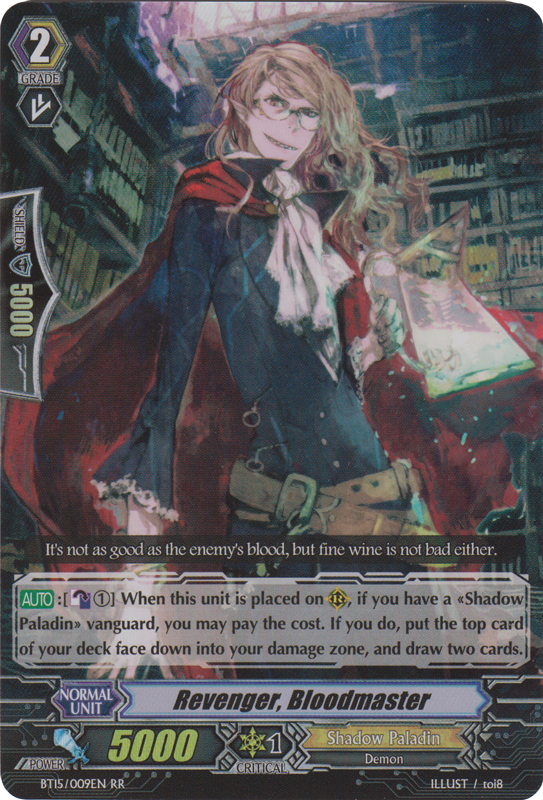 2
GRADE
SHIELD
5000
It's not as good as the enemy's blood, but fine wine is not bad either.
AUTO :[ ①] When this unit is placed on R, if you have a «Shadow
Paladin» vanguard, you may pay the cost. If you do, put the top card
of your deck face down into your damage zone, and draw two cards.
NORMAL
UNIT
Revenger, Bloodmaster
POWER
5000
1
CRITICAL
Shadow Paladin
Demon
BT15/009EN RR
ILLUST / toi8